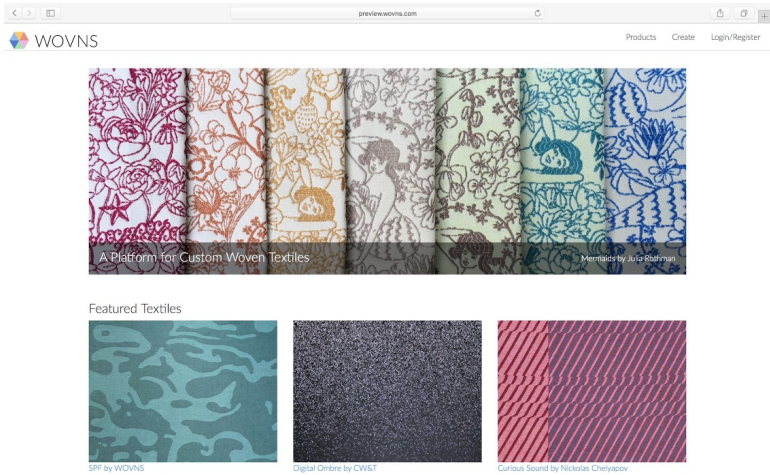 preview.wovns.com
WOVNS
Products Create Login/Register
A Platform for Custom Woven Textiles
Mermaids by Julia Rothman
Featured Textiles
SPF by WOVNS
Digital Ombre by CW&T
Curious Sound by Nickolas Chelyapov